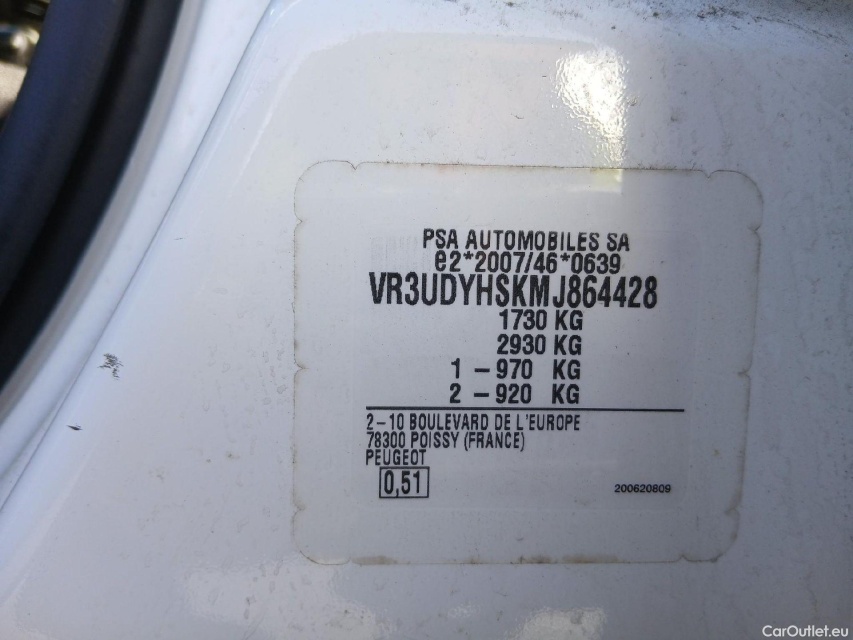 PSA AUTOMOBILES SA
e2*2007/46*0639
VR3UDYHSKMJ864428
1730 KG
2930 KG
1 - 970 KG
2 - 920 KG
2-10 BOULEVARD DE L'EUROPE
78300 POISSY (FRANCE)
PEUGEOT
0,51
200620809
CarOutlet.eu